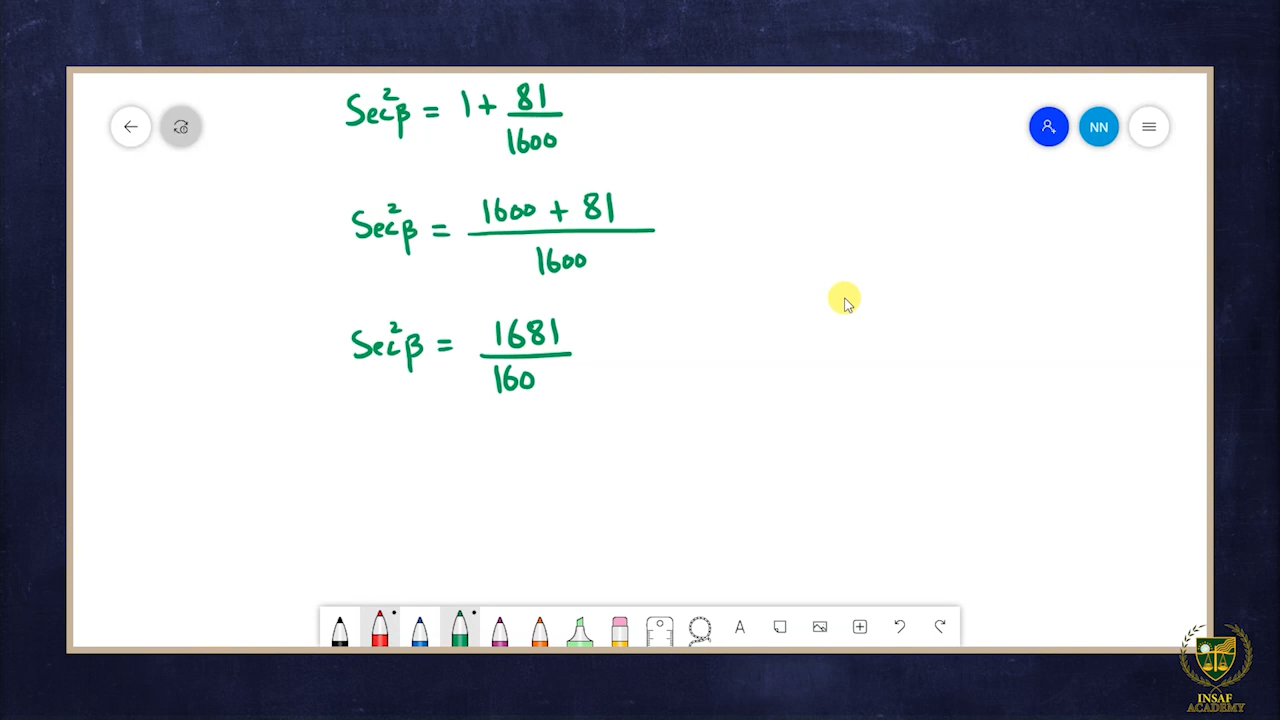 Sec²β = 1 + 81/1600
NN
Sec²β = 1600 + 81/1600
Sec²β = 1681/160
A
INSAF
ACADEMY